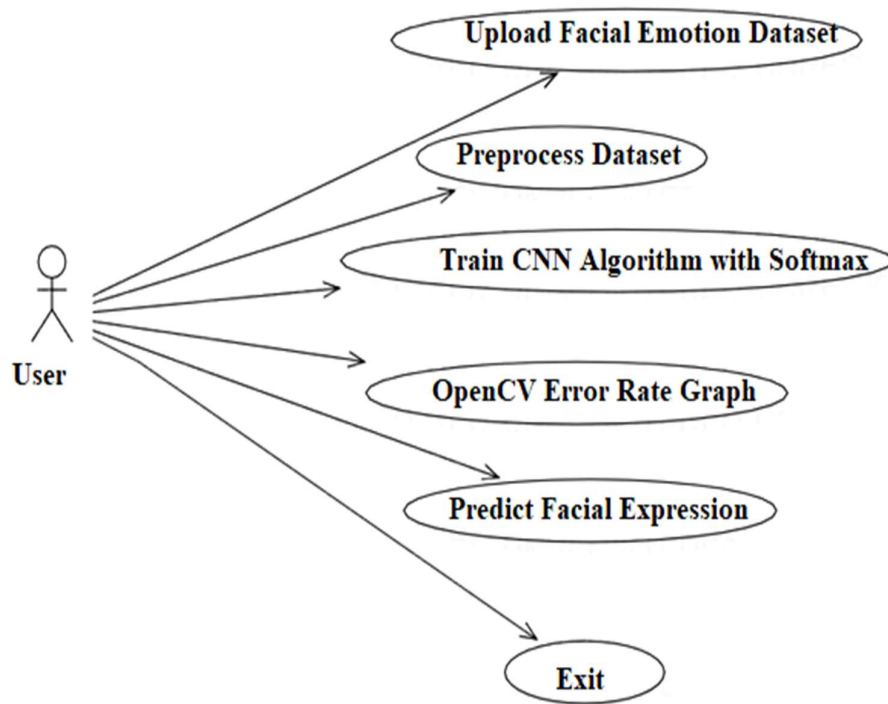 Upload Facial Emotion Dataset
Preprocess Dataset
Train CNN Algorithm with Softmax
User
OpenCV Error Rate Graph
Predict Facial Expression
Exit